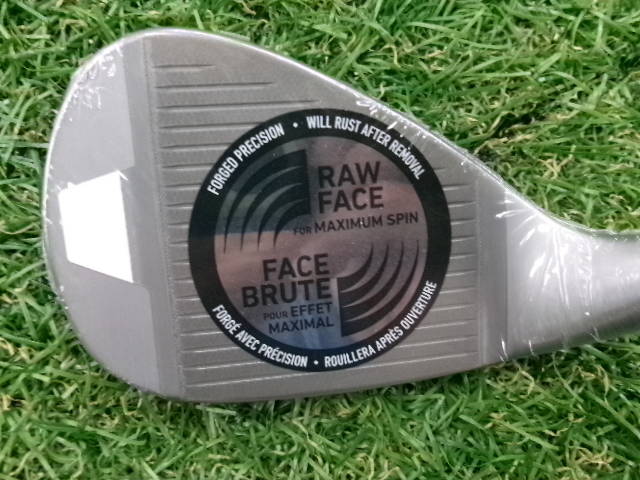 FORGED PRECISION • WILL RUST AFTER REMOVAL
RAW
FACE
FOR MAXIMUM SPIN
FACE
BRUTE
POUR EFFET
MAXIMAL
FORGÉ AVEC PRÉCISION • ROUILLERA APRÈS OUVERTURE